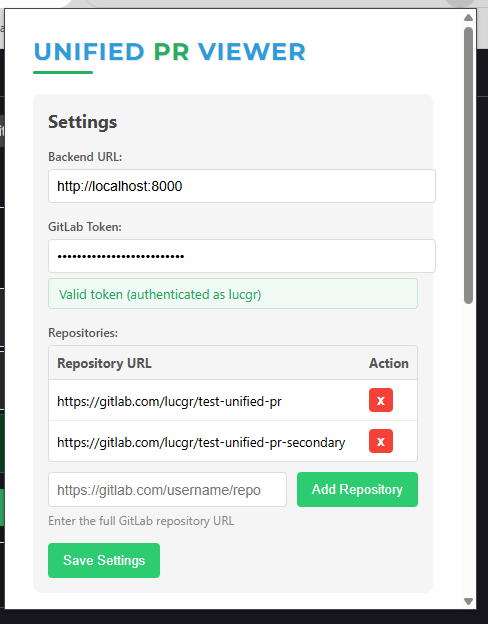 UNIFIED PR VIEWER
Settings
Backend URL:
http://localhost:8000
GitLab Token:
••••••••••••••••••••••••••
Valid token (authenticated as lucgr)
Repositories:
Repository URL Action
https://gitlab.com/lucgr/test-unified-pr x
https://gitlab.com/lucgr/test-unified-pr-secondary x
https://gitlab.com/username/repo Add Repository
Enter the full GitLab repository URL
Save Settings